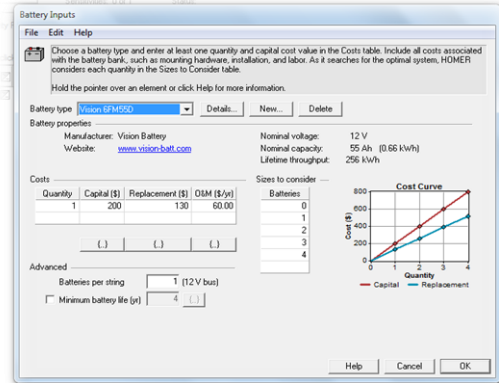 Battery Inputs
File Edit Help
Choose a battery type and enter at least one quantity and capital cost value in the Costs table. Include all costs associated
with the battery bank, such as mounting hardware, installation, and labor. As it searches for the optimal system, HOMER
considers each quantity in the Sizes to Consider table.
Hold the pointer over an element or click Help for more information.
Battery type Vision 6FM55D Details... New... Delete
Battery properties
Manufacturer: Vision Battery Nominal voltage: 12 V
Website: www.vision-batt.com Nominal capacity: 55 Ah (0.66 kWh)
Lifetime throughput: 256 kWh
Costs Sizes to consider
Quantity Capital ($) Replacement ($) O&M ($/yr) Batteries
1 200 130 60.00 0
1
2
3
4
{..} {..} {..}
Cost Curve
Cost ($)
800
600
400
200
0
0 1 2 3 4
Quantity
Capital Replacement
Advanced
Batteries per string 1 (12 V bus)
Minimum battery life (yr) 4 {..}
Help Cancel OK